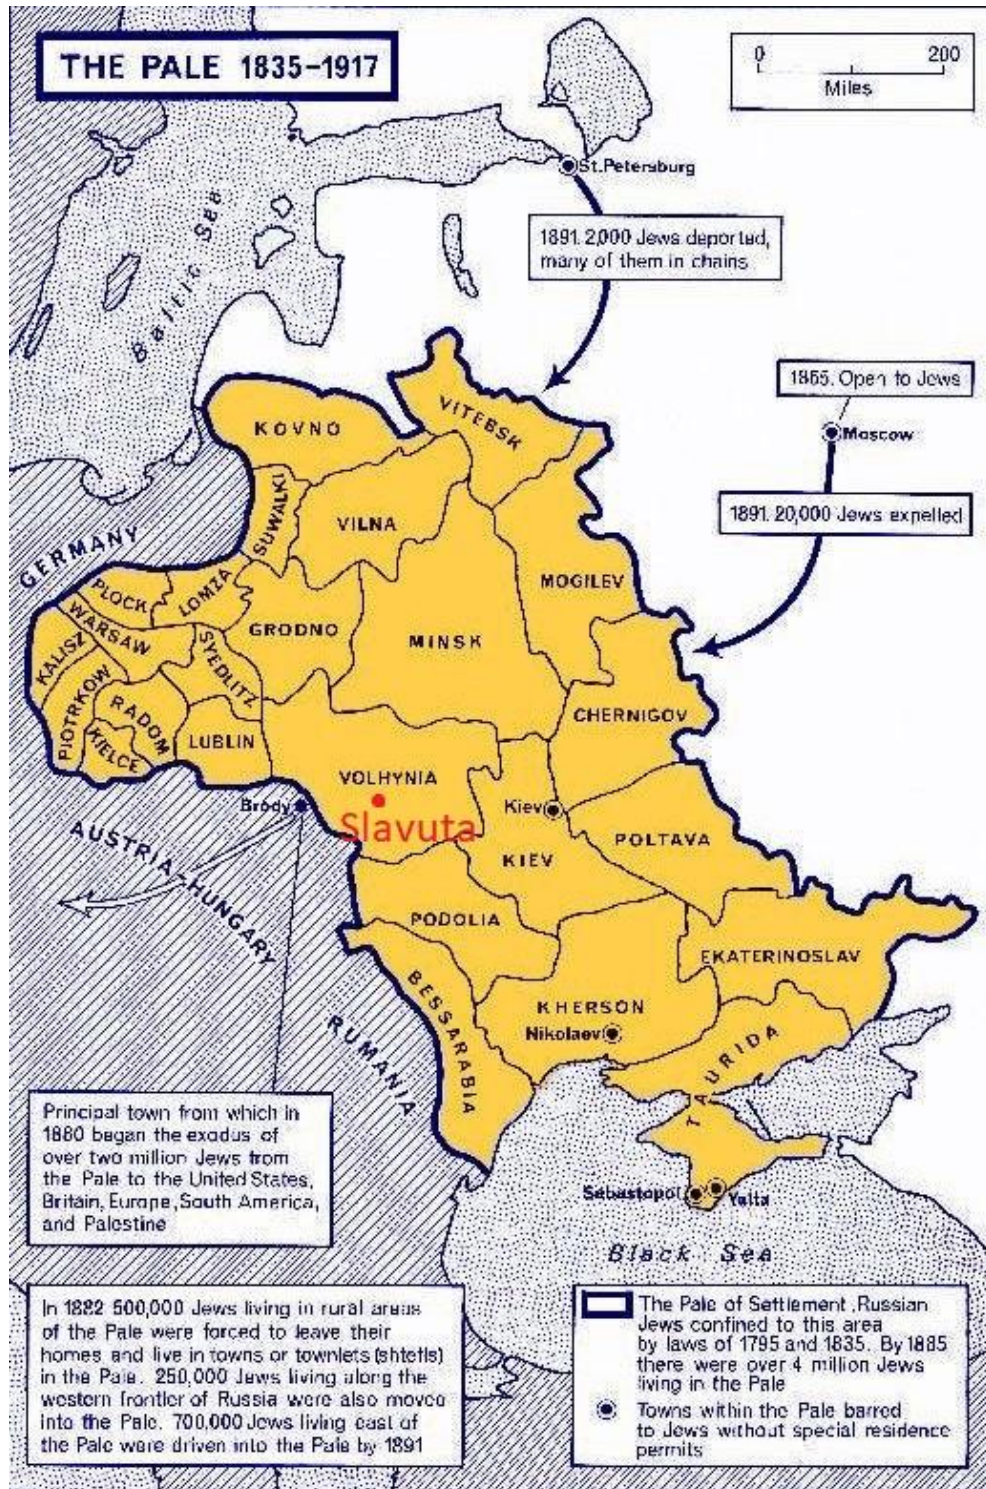 THE PALE 1835-1917
0 200
Miles
St.Petersburg
1891. 2,000 Jews deported,
many of them in chains
Baltic Sea
1865. Open to Jews
Moscow
1891. 20,000 Jews expelled
VITEBSK
KOVNO
SUWALKI
VILNA
GERMANY
MOGILEV
PLOCK
LOMZA
WARSAW
GRODNO
MINSK
KALISZ
SYEDLITZ
PIOTRKOW
RADOM
CHERNIGOV
KIELCE
LUBLIN
VOLHYNIA
Brody
Slavuta
Kiev
AUSTRIA-HUNGARY
POLTAVA
KIEV
PODOLIA
EKATERINOSLAV
BESSARABIA
KHERSON
Nikolaev
RUMANIA
TAURIDA
Principal town from which in
1880 began the exodus of
over two million Jews from
the Pale to the United States,
Britain, Europe, South America,
and Palestine
Sebastopol
Yalta
Black Sea
In 1882 500,000 Jews living in rural areas
of the Pale were forced to leave their
homes and live in towns or townlets (shtetls)
in the Pale. 250,000 Jews living along the
western frontier of Russia were also moved
into the Pale. 700,000 Jews living east of
the Pale were driven into the Pale by 1891
The Pale of Settlement, Russian
Jews confined to this area
by laws of 1795 and 1835. By 1885
there were over 4 million Jews
living in the Pale
Towns within the Pale barred
to Jews without special residence
permits